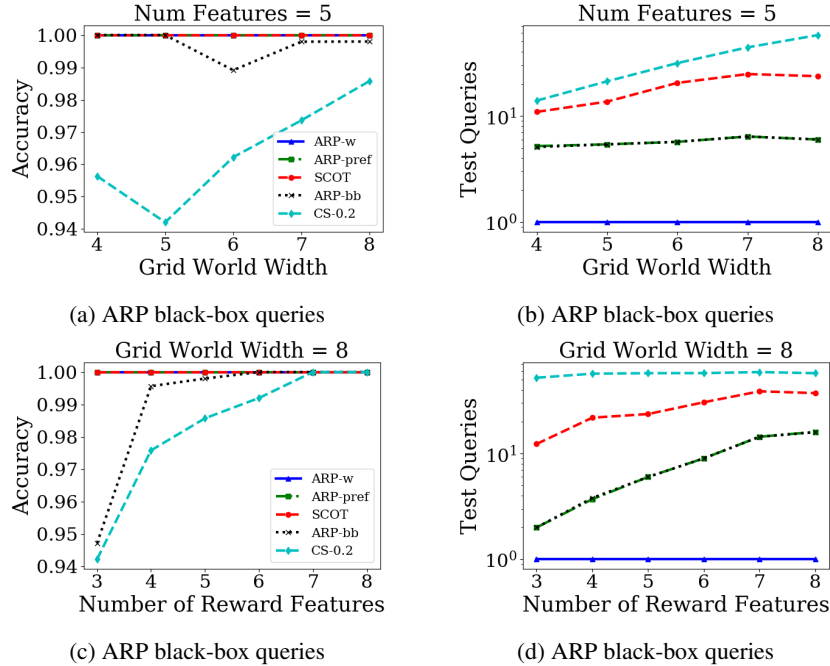 Num Features = 5
1.00
0.99
0.98
0.97
0.96
0.95
0.94
Accuracy
ARP-w
ARP-pref
SCOT
ARP-bb
CS-0.2
4 5 6 7 8
Grid World Width
(a) ARP black-box queries
Num Features = 5
10^1
10^0
Test Queries
4 5 6 7 8
Grid World Width
(b) ARP black-box queries
Grid World Width = 8
1.00
0.99
0.98
0.97
0.96
0.95
0.94
Accuracy
ARP-w
ARP-pref
SCOT
ARP-bb
CS-0.2
3 4 5 6 7 8
Number of Reward Features
(c) ARP black-box queries
Grid World Width = 8
10^1
10^0
Test Queries
3 4 5 6 7 8
Number of Reward Features
(d) ARP black-box queries